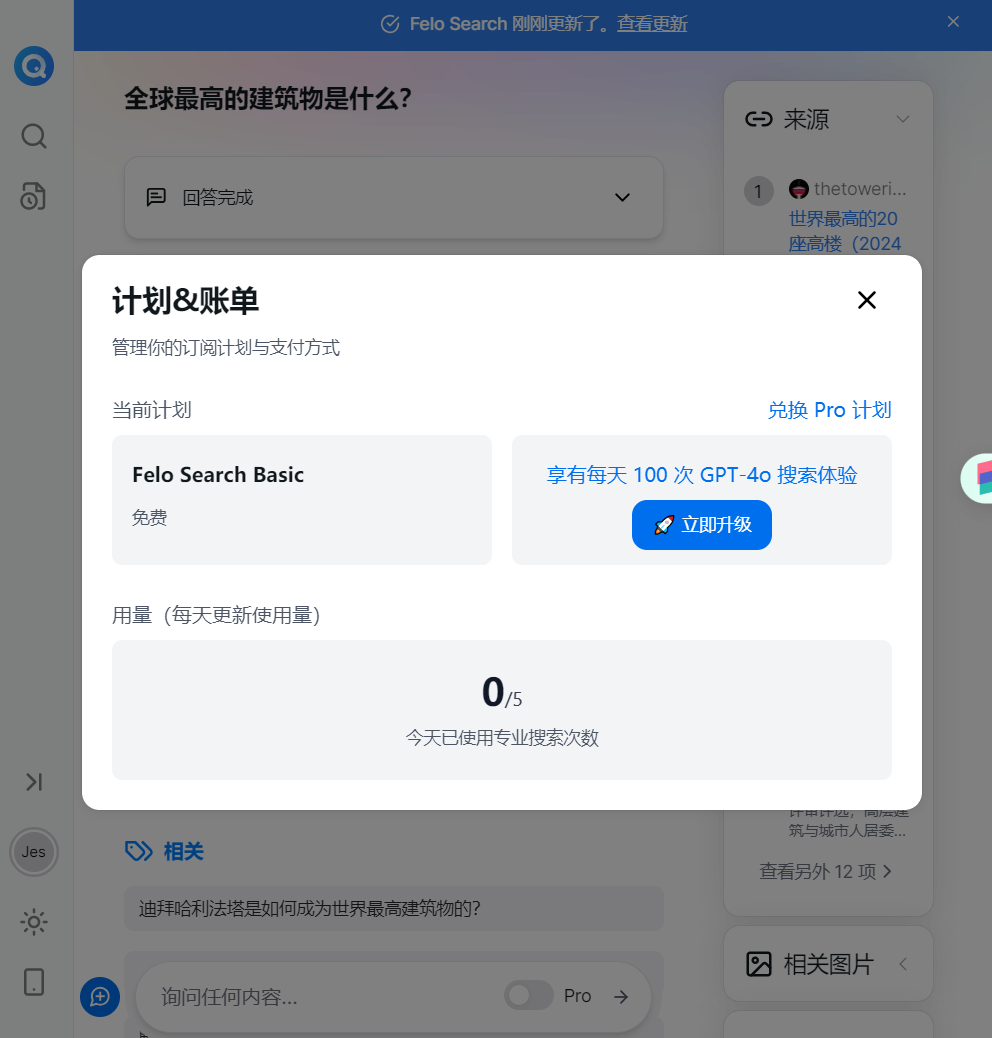 Felo Search 刚刚更新了。查看更新
全球最高的建筑物是什么?
回答完成
来源
1
thetoweri...
世界最高的20
座高楼（2024
计划&账单
管理你的订阅计划与支付方式
当前计划
兑换 Pro 计划
Felo Search Basic
免费
享有每天 100 次 GPT-4o 搜索体验
立即升级
用量（每天更新使用量）
0/5
今天已使用专业搜索次数
筑与城市人居委...
查看另外 12 项
Jes
相关
迪拜哈利法塔是如何成为世界最高建筑物的?
相关图片
询问任何内容...
Pro